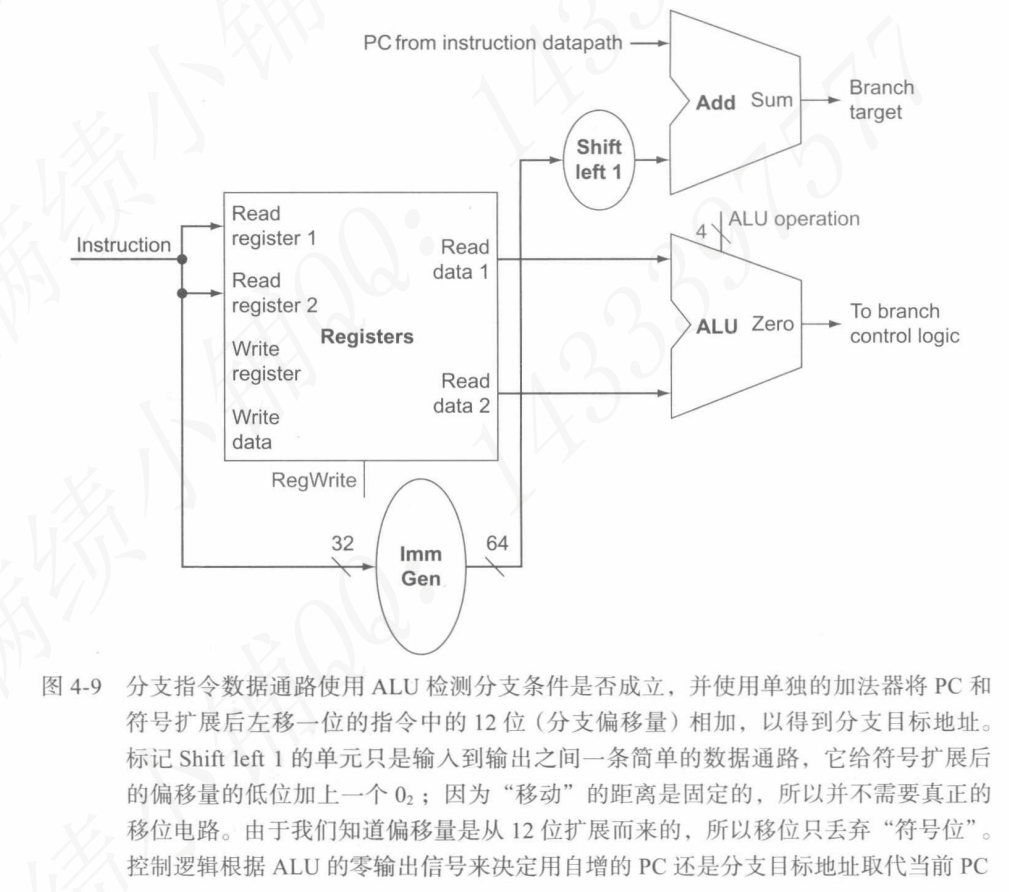 PC from instruction datapath
Add Sum
Branch
target
Shift
left 1
ALU operation
4
Instruction
Read
register 1
Read
data 1
Read
register 2
Registers
ALU Zero
To branch
control logic
Write
register
Read
data 2
Write
data
RegWrite
32
Imm
Gen
64
图 4-9 分支指令数据通路使用 ALU 检测分支条件是否成立，并使用单独的加法器将 PC 和
符号扩展后左移一位的指令中的 12 位（分支偏移量）相加，以得到分支目标地址。
标记 Shift left 1 的单元只是输入到输出之间一条简单的数据通路，它给符号扩展后
的偏移量的低位加上一个 0₂；因为“移动”的距离是固定的，所以并不需要真正的
移位电路。由于我们知道偏移量是从 12 位扩展而来的，所以移位只丢弃“符号位”。
控制逻辑根据 ALU 的零输出信号来决定用自增的 PC 还是分支目标地址取代当前 PC
满绩小铺QQ：1433397577